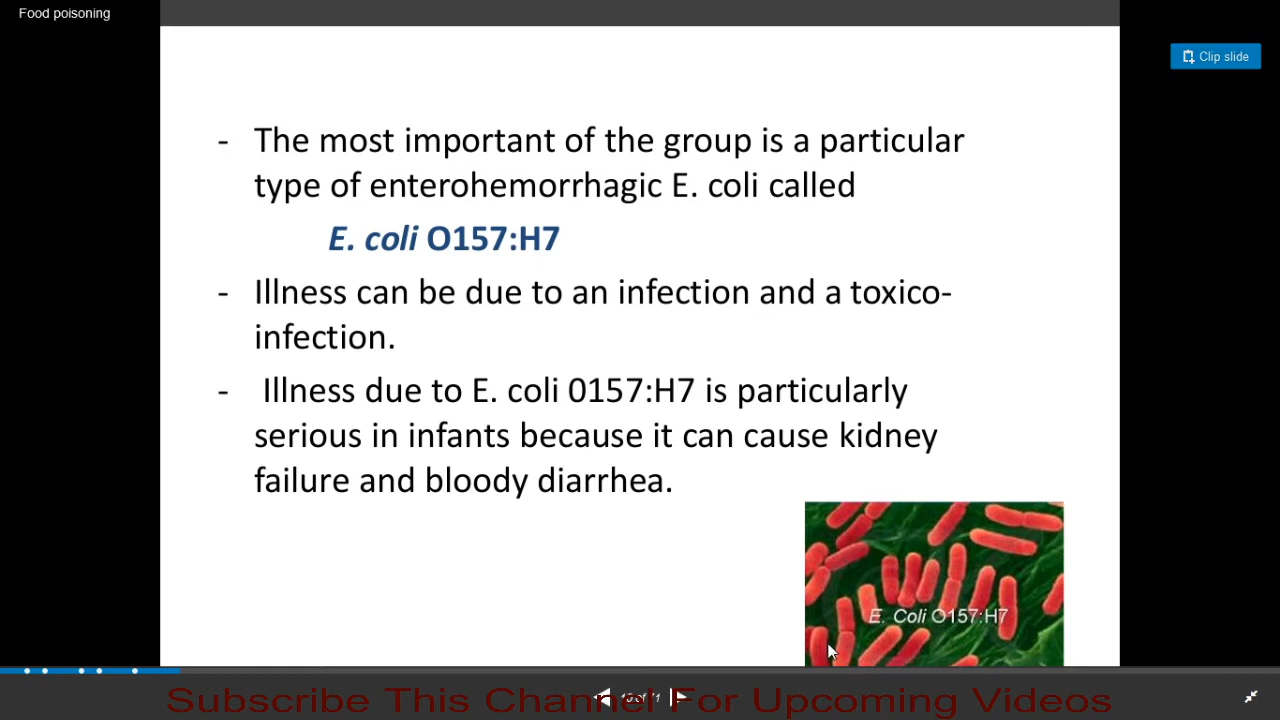 Food poisoning
Clip slide
- The most important of the group is a particular
type of enterohemorrhagic E. coli called
E. coli O157:H7
- Illness can be due to an infection and a toxico-
infection.
- Illness due to E. coli 0157:H7 is particularly
serious in infants because it can cause kidney
failure and bloody diarrhea.
E. Coli O157:H7
Subscribe This Channel For Upcoming Videos